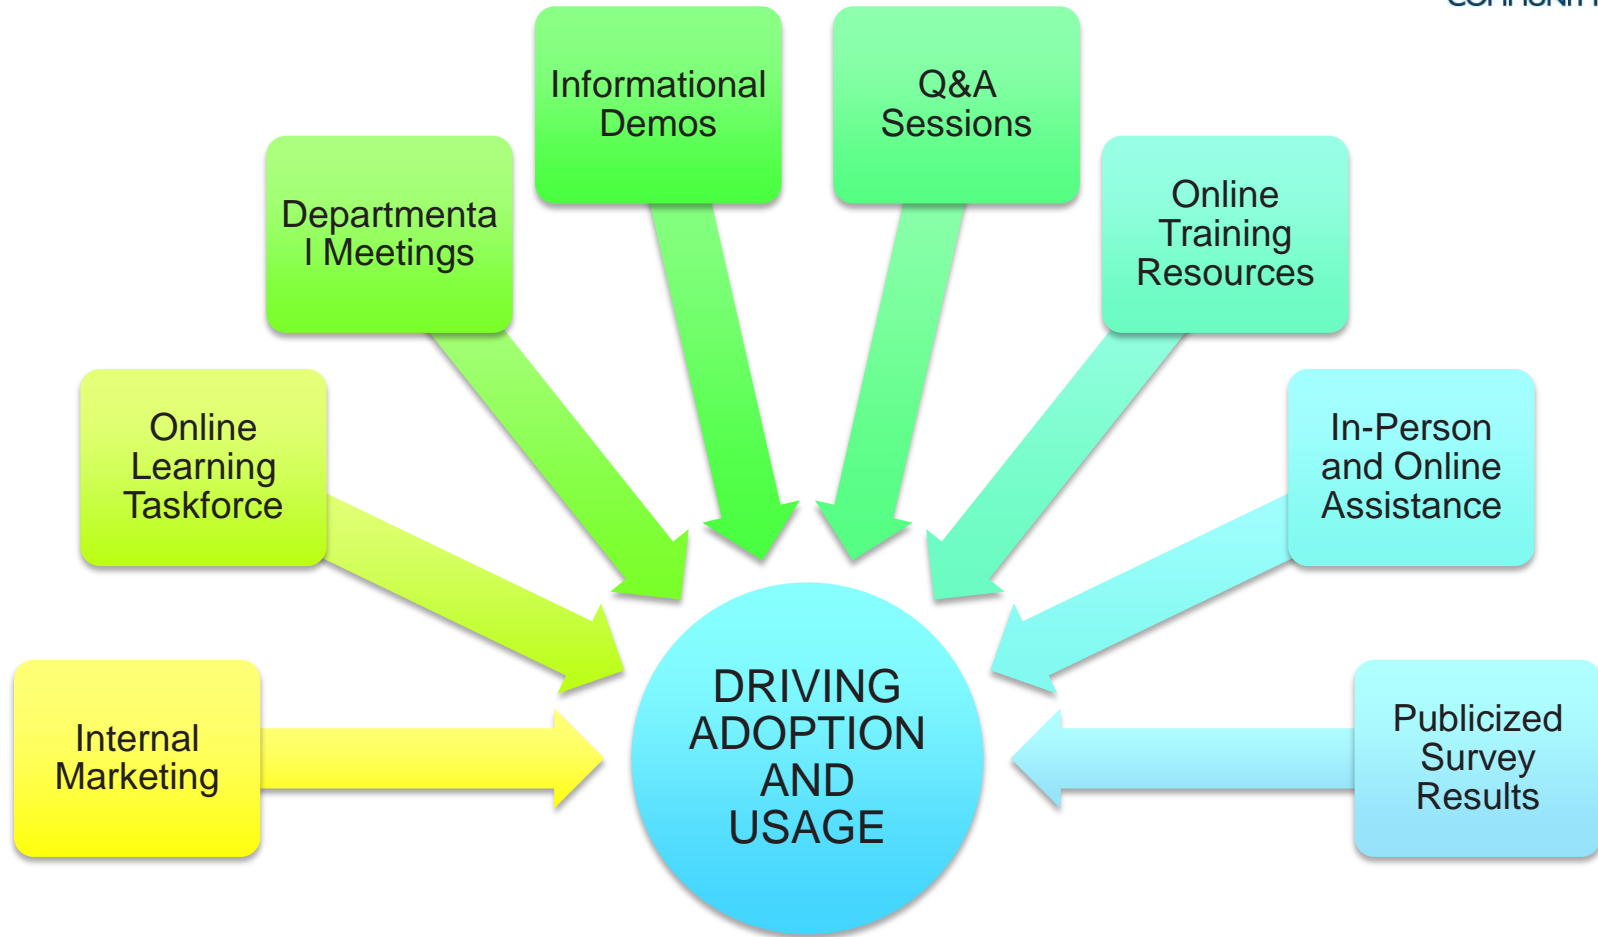 COMMUNITY
Informational
Demos
Q&A
Sessions
Departmenta
l Meetings
Online
Training
Resources
Online
Learning
Taskforce
In-Person
and Online
Assistance
Internal
Marketing
DRIVING
ADOPTION
AND
USAGE
Publicized
Survey
Results